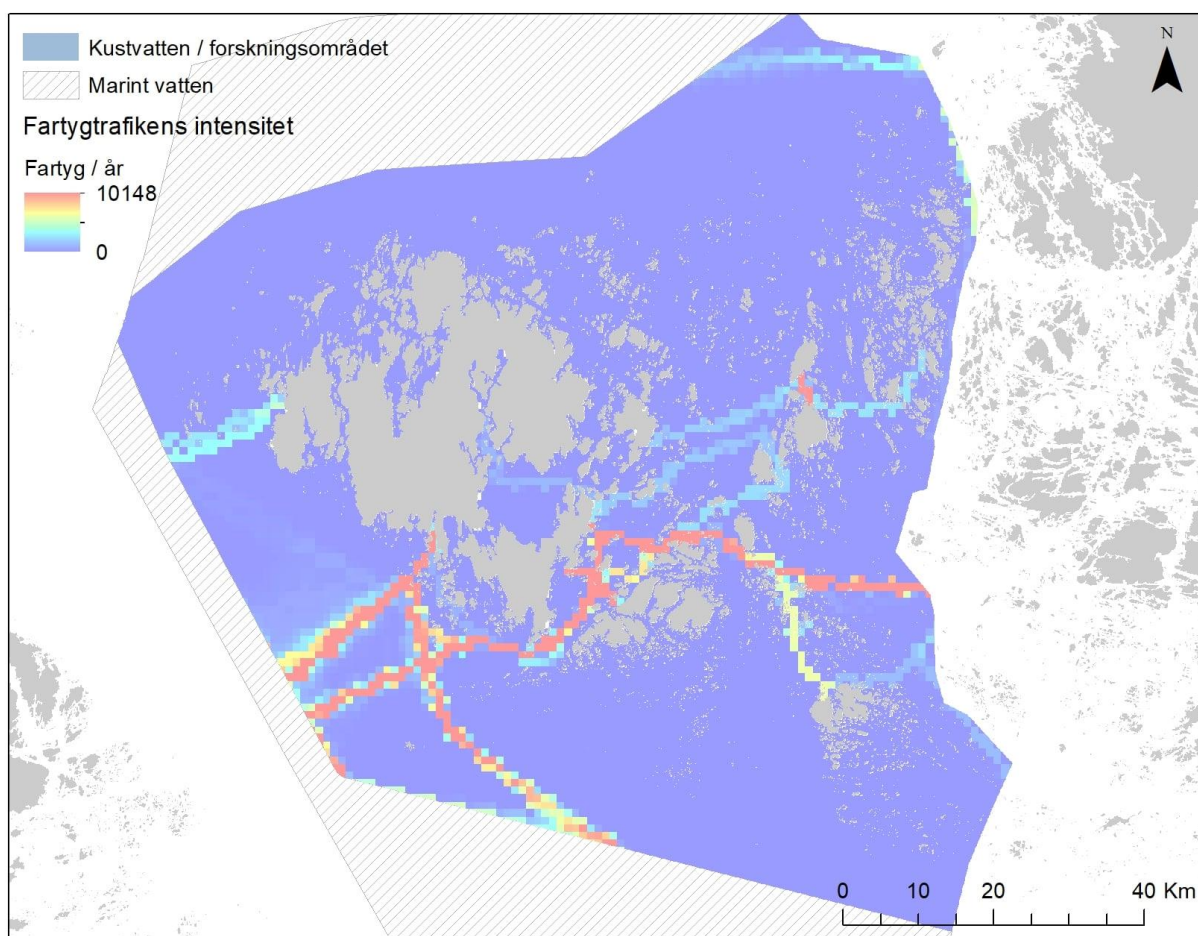 Kustvatten / forskningsområdet
Marint vatten
Fartygtrafikens intensitet
Fartyg / år
10148
0
N
0 10 20 40 Km